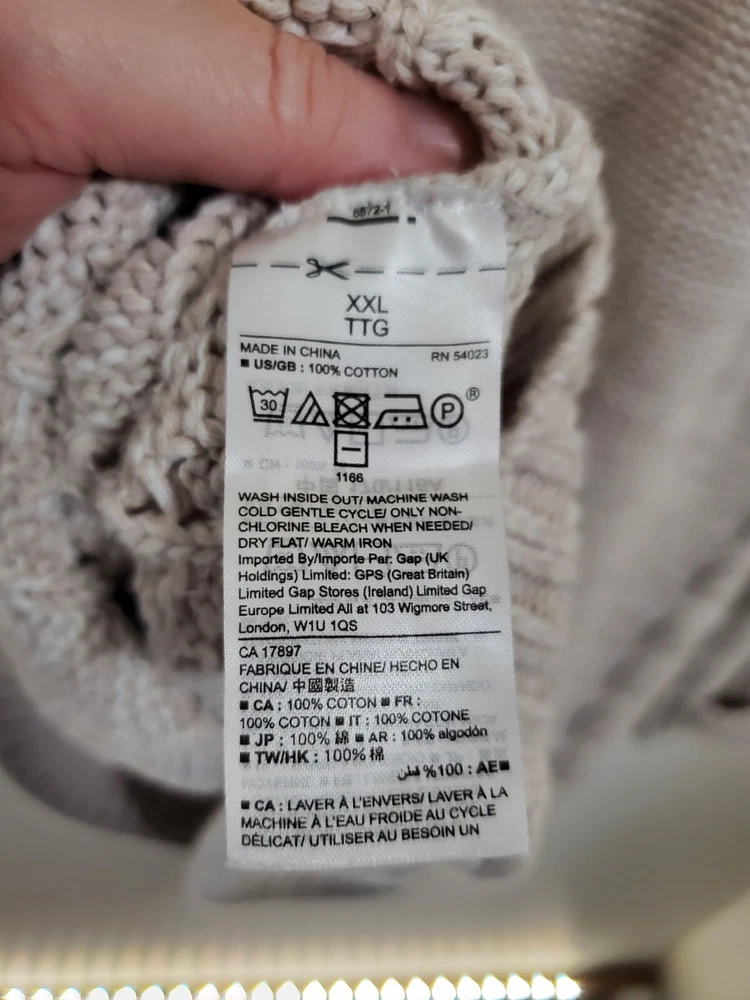 6872-1
XXL
TTG
MADE IN CHINA RN 54023
■ US/GB : 100% COTTON
30 P ®
1166
WASH INSIDE OUT/ MACHINE WASH
COLD GENTLE CYCLE/ ONLY NON-
CHLORINE BLEACH WHEN NEEDED/
DRY FLAT/ WARM IRON
Imported By/Importe Par: Gap (UK
Holdings) Limited: GPS (Great Britain)
Limited Gap Stores (Ireland) Limited Gap
Europe Limited All at 103 Wigmore Street,
London, W1U 1QS
CA 17897
FABRIQUE EN CHINE/ HECHO EN
CHINA/ 中國製造
■ CA : 100% COTON ■ FR :
100% COTON ■ IT : 100% COTONE
■ JP : 100% 綿 ■ AR : 100% algodón
■ TW/HK : 100% 棉
■AE : 100% قطن
■ CA : LAVER À L'ENVERS/ LAVER À LA
MACHINE À L'EAU FROIDE AU CYCLE
DÉLICAT/ UTILISER AU BESOIN UN